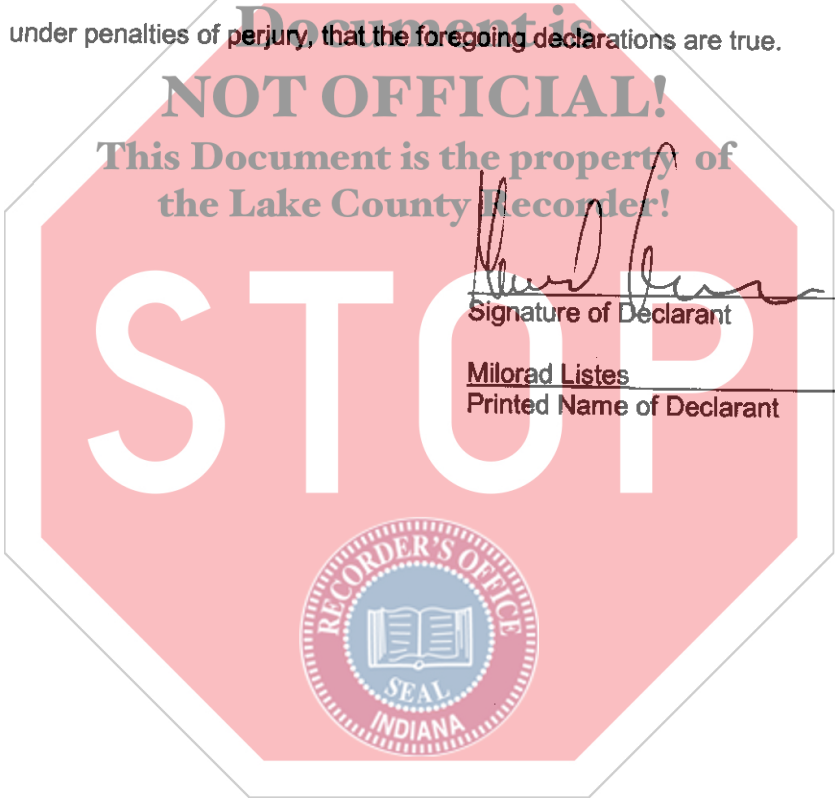 Document is
under penalties of perjury, that the foregoing declarations are true.
NOT OFFICIAL!
This Document is the property of
the Lake County Recorder!
STOP
Signature of Declarant
Milorad Listes
Printed Name of Declarant
RECORDER'S OFFICE
SEAL
INDIANA